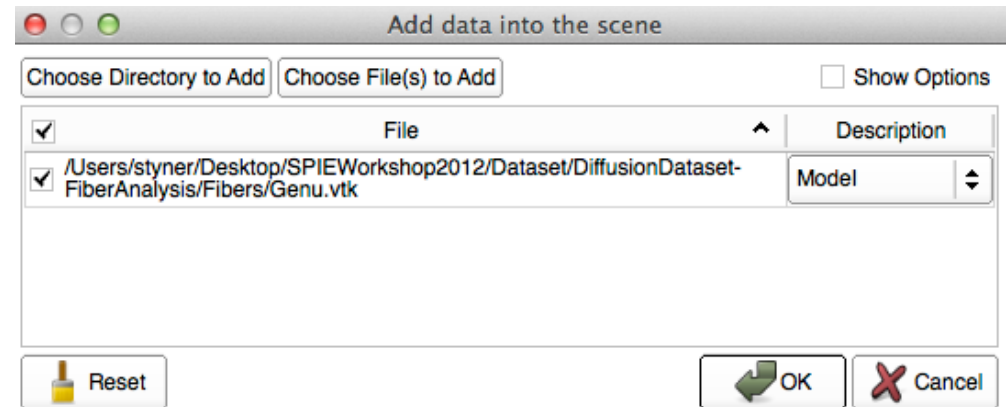 Add data into the scene
Choose Directory to Add Choose File(s) to Add Show Options
File Description
/Users/styner/Desktop/SPIEWorkshop2012/Dataset/DiffusionDataset-
FiberAnalysis/Fibers/Genu.vtk
Model
Reset OK Cancel